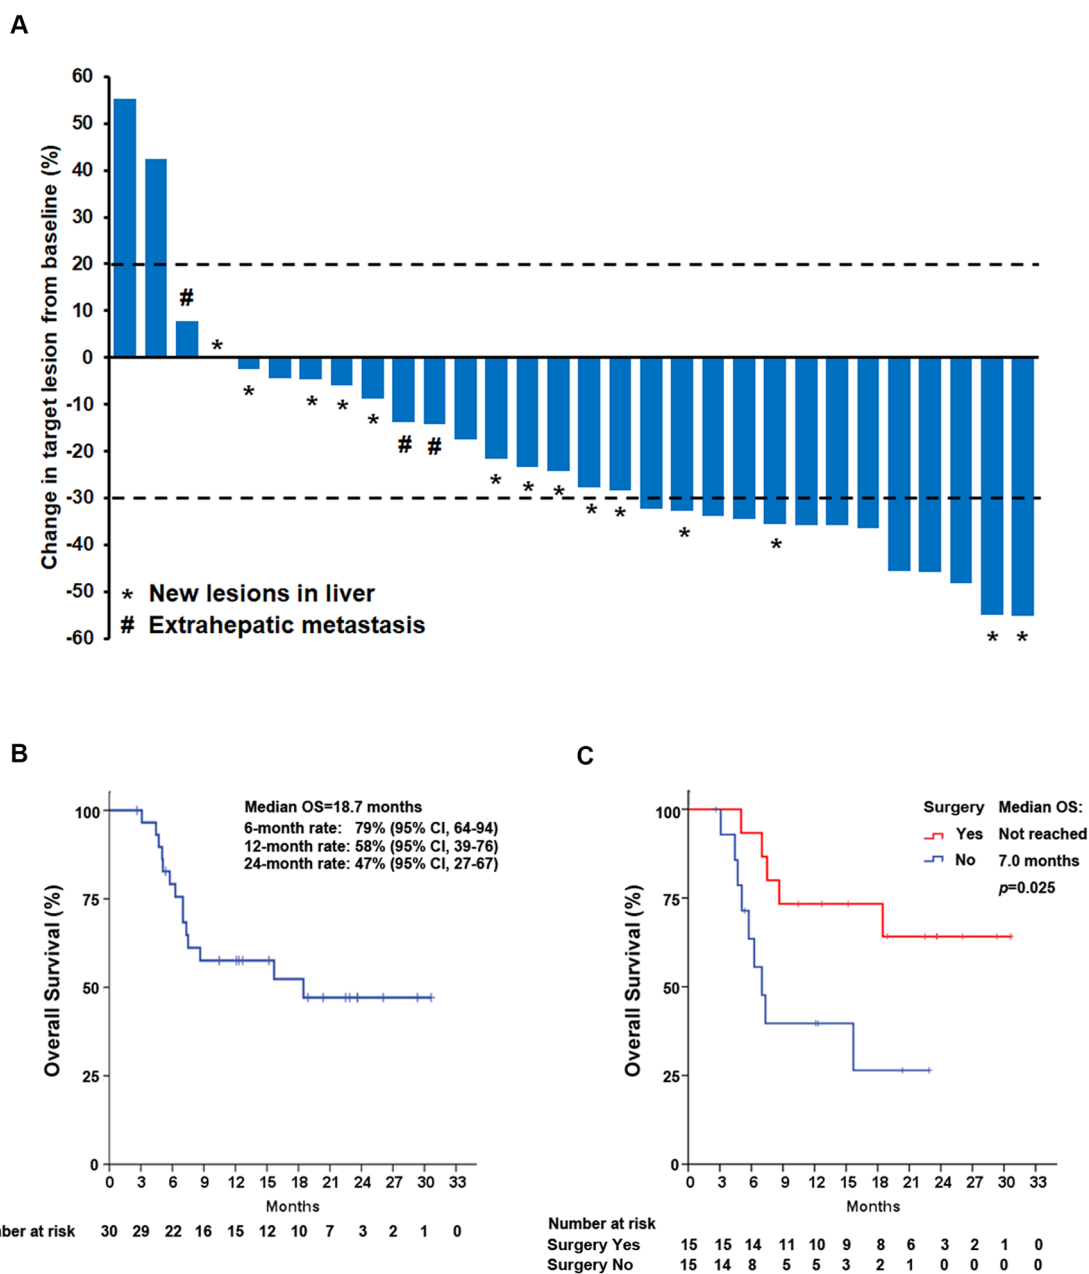 A
Change in target lesion from baseline (%)
60
50
40
30
20
10
0
-10
-20
-30
-40
-50
-60
#
*
*
*
*
*
#
#
*
*
*
*
*
*
*
*
*
* New lesions in liver
# Extrahepatic metastasis
B
Overall Survival (%)
100
75
50
25
0
Median OS=18.7 months
6-month rate: 79% (95% CI, 64-94)
12-month rate: 58% (95% CI, 39-76)
24-month rate: 47% (95% CI, 27-67)
0 3 6 9 12 15 18 21 24 27 30 33
Months
ber at risk 30 29 22 16 15 12 10 7 3 2 1 0
C
Overall Survival (%)
100
75
50
25
0
Surgery Median OS:
Yes Not reached
No 7.0 months
p=0.025
0 3 6 9 12 15 18 21 24 27 30 33
Months
Number at risk
Surgery Yes 15 15 14 11 10 9 8 6 3 2 1 0
Surgery No 15 14 8 5 5 3 2 1 0 0 0 0